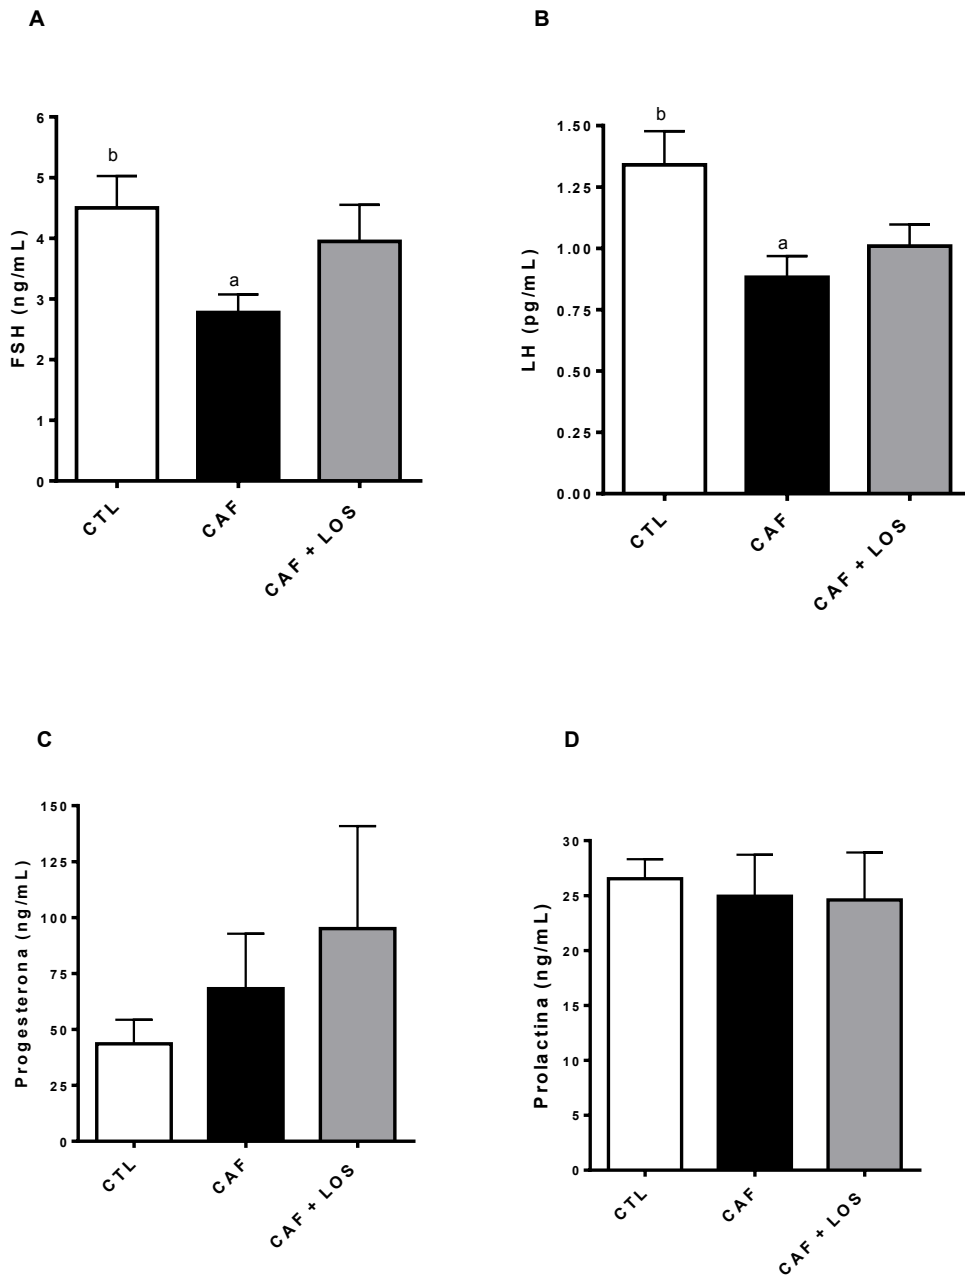 A
FSH (ng/mL)
6
5
4
3
2
1
0
b
a
CTL
CAF
CAF + LOS
B
LH (pg/mL)
1.50
1.25
1.00
0.75
0.50
0.25
0.00
b
a
CTL
CAF
CAF + LOS
C
Progesterona (ng/mL)
150
125
100
75
50
25
0
CTL
CAF
CAF + LOS
D
Prolactina (ng/mL)
30
25
20
15
10
5
0
CTL
CAF
CAF + LOS